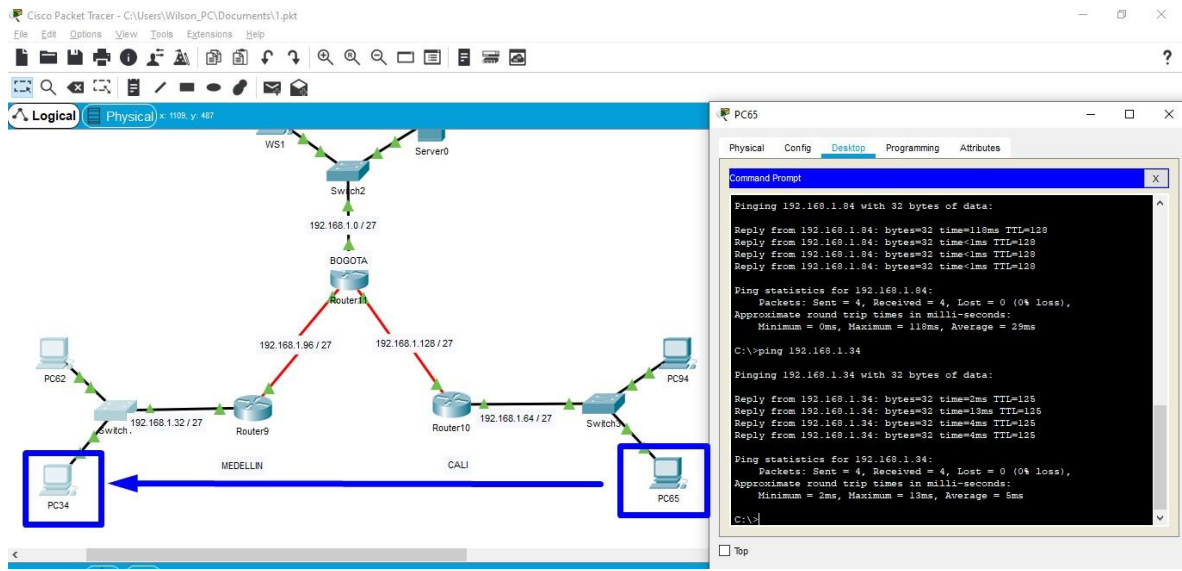 Cisco Packet Tracer - C:\Users\Wilson_PC\Documents\1.pkt
File Edit Options View Tools Extensions Help
?
Logical Physical x: 1109, y: 487
WS1
Server0
Switch2
192.168.1.0 / 27
BOGOTA
Router11
192.168.1.96 / 27
192.168.1.128 / 27
PC62
PC94
192.168.1.32 / 27
Router9
Router10
192.168.1.64 / 27
Switch3
MEDELLIN
CALI
PC34
PC65
PC65
Physical Config Desktop Programming Attributes
Command Prompt
X
Pinging 192.168.1.84 with 32 bytes of data:
Reply from 192.168.1.84: bytes=32 time=118ms TTL=128
Reply from 192.168.1.84: bytes=32 time<1ms TTL=128
Reply from 192.168.1.84: bytes=32 time<1ms TTL=128
Reply from 192.168.1.84: bytes=32 time<1ms TTL=128
Ping statistics for 192.168.1.84:
Packets: Sent = 4, Received = 4, Lost = 0 (0% loss),
Approximate round trip times in milli-seconds:
Minimum = 0ms, Maximum = 118ms, Average = 29ms
C:\>ping 192.168.1.34
Pinging 192.168.1.34 with 32 bytes of data:
Reply from 192.168.1.34: bytes=32 time=2ms TTL=125
Reply from 192.168.1.34: bytes=32 time=13ms TTL=125
Reply from 192.168.1.34: bytes=32 time=4ms TTL=125
Reply from 192.168.1.34: bytes=32 time=4ms TTL=125
Ping statistics for 192.168.1.34:
Packets: Sent = 4, Received = 4, Lost = 0 (0% loss),
Approximate round trip times in milli-seconds:
Minimum = 2ms, Maximum = 13ms, Average = 5ms
C:\>
Top